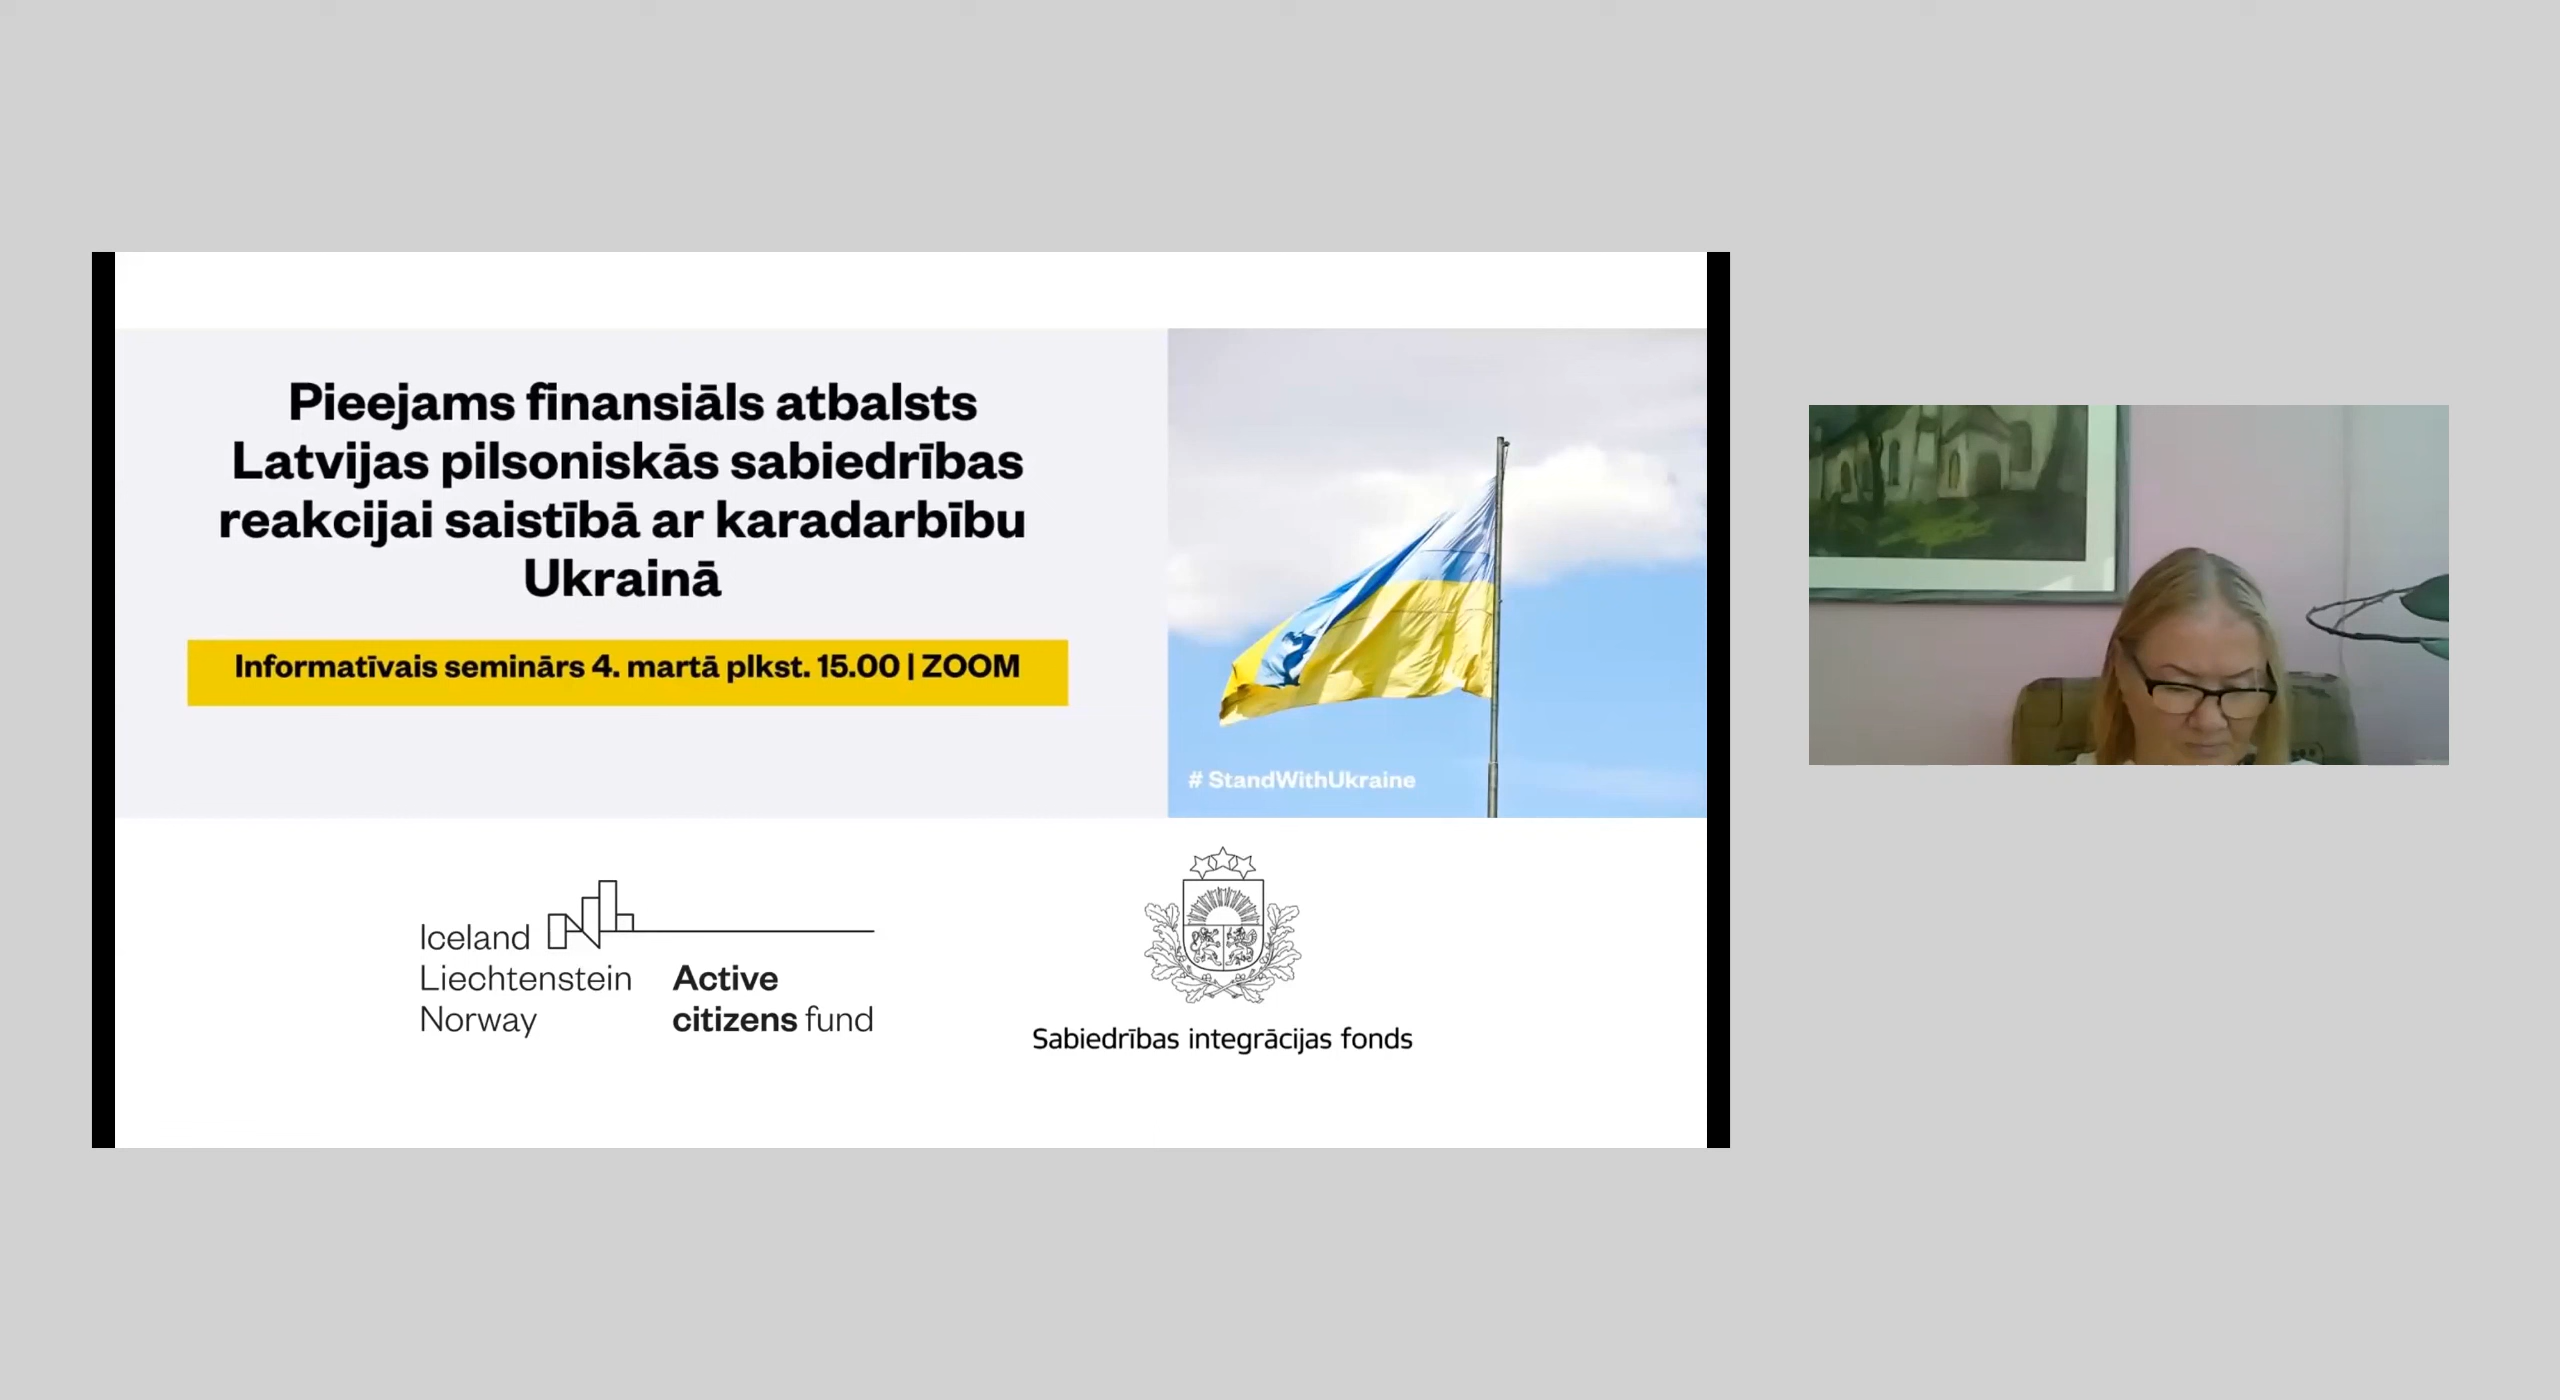 Pieejams finansiāls atbalsts
Latvijas pilsoniskās sabiedrības
reakcijai saistībā ar karadarbību
Ukrainā
Informatīvais seminārs 4. martā plkst. 15.00 | ZOOM
# StandWithUkraine
Iceland
Liechtenstein
Norway
Active
citizens fund
Sabiedrības integrācijas fonds